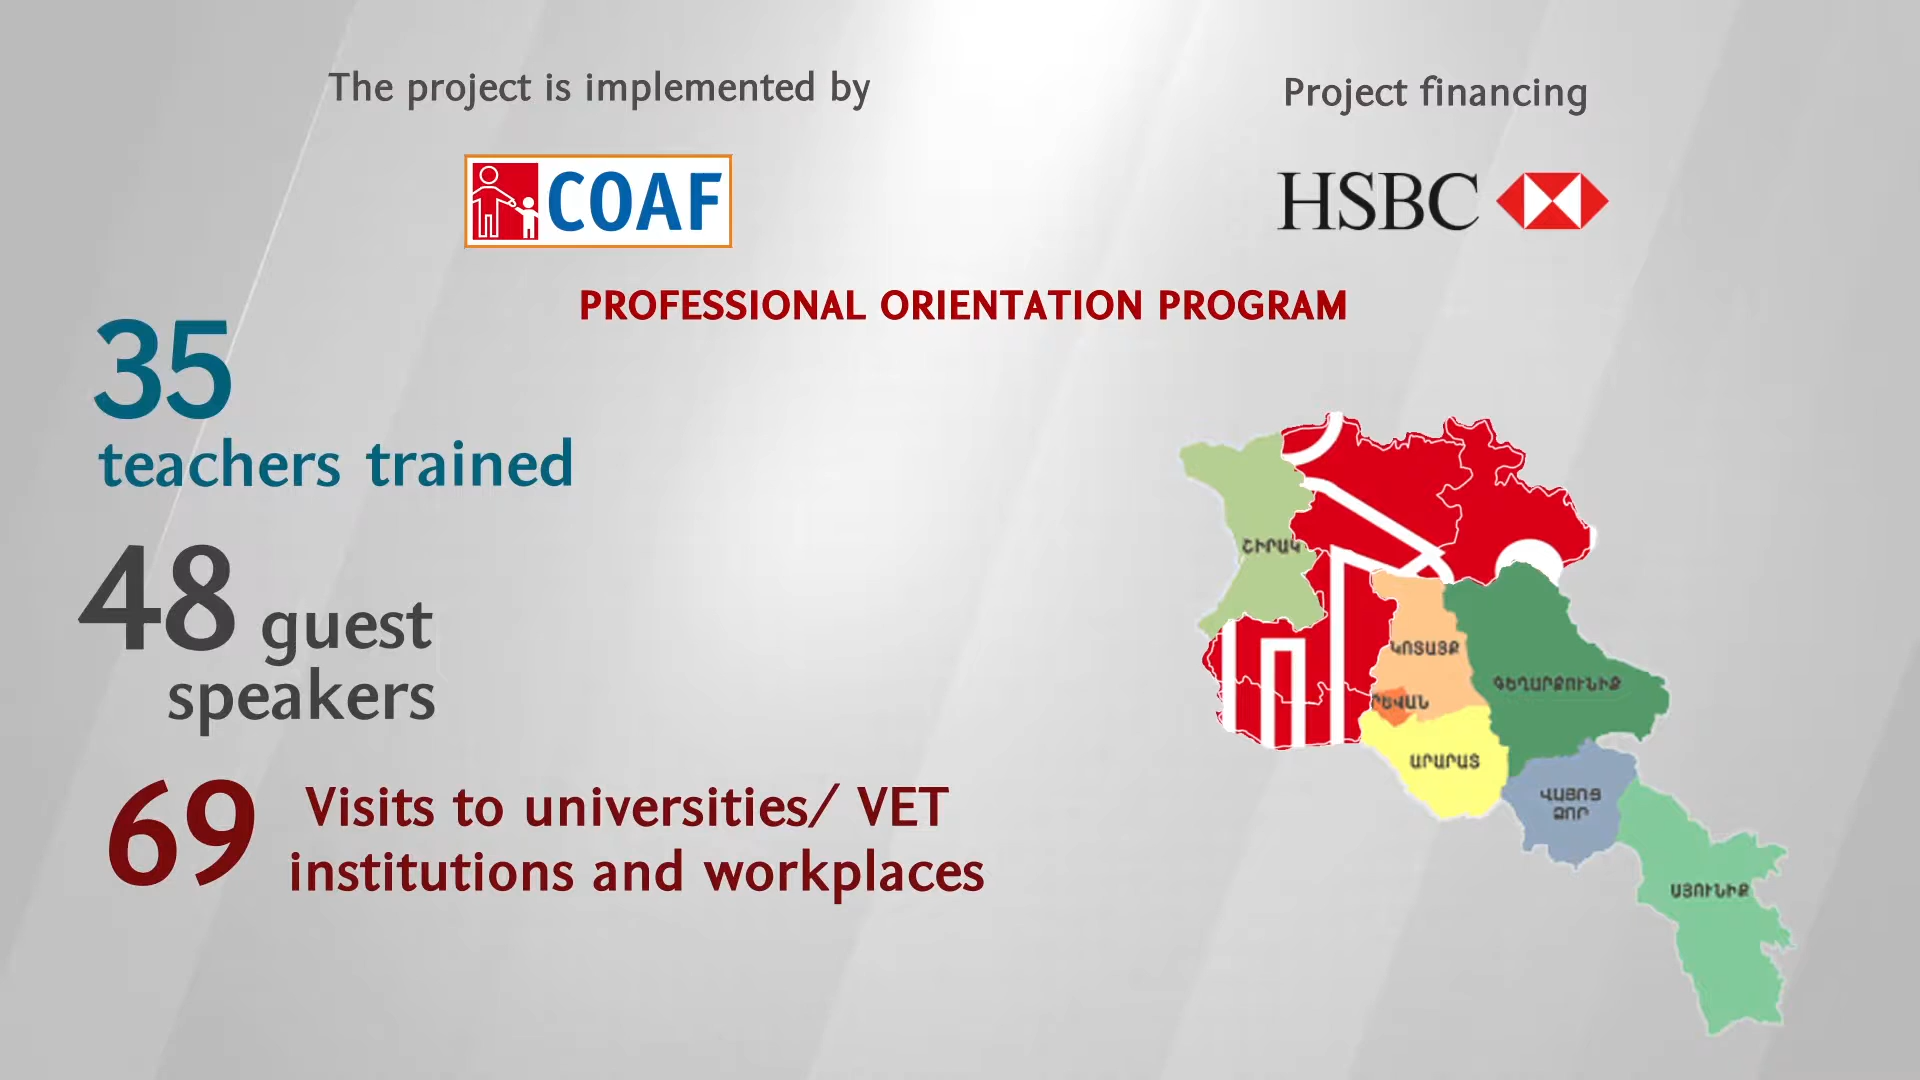 The project is implemented by
Project financing
COAF
HSBC
PROFESSIONAL ORIENTATION PROGRAM
35
teachers trained
48 guest
speakers
69 Visits to universities/ VET
institutions and workplaces
ՇԻՐԱԿ
ԿՈՏԱՅՔ
ԳԵՂԱՐՔՈՒՆԻՔ
ՐԵՎԱՆ
ԱՐԱՐԱՏ
ՎԱՅՈՑ
ՁՈՐ
ՍՅՈՒՆԻՔ